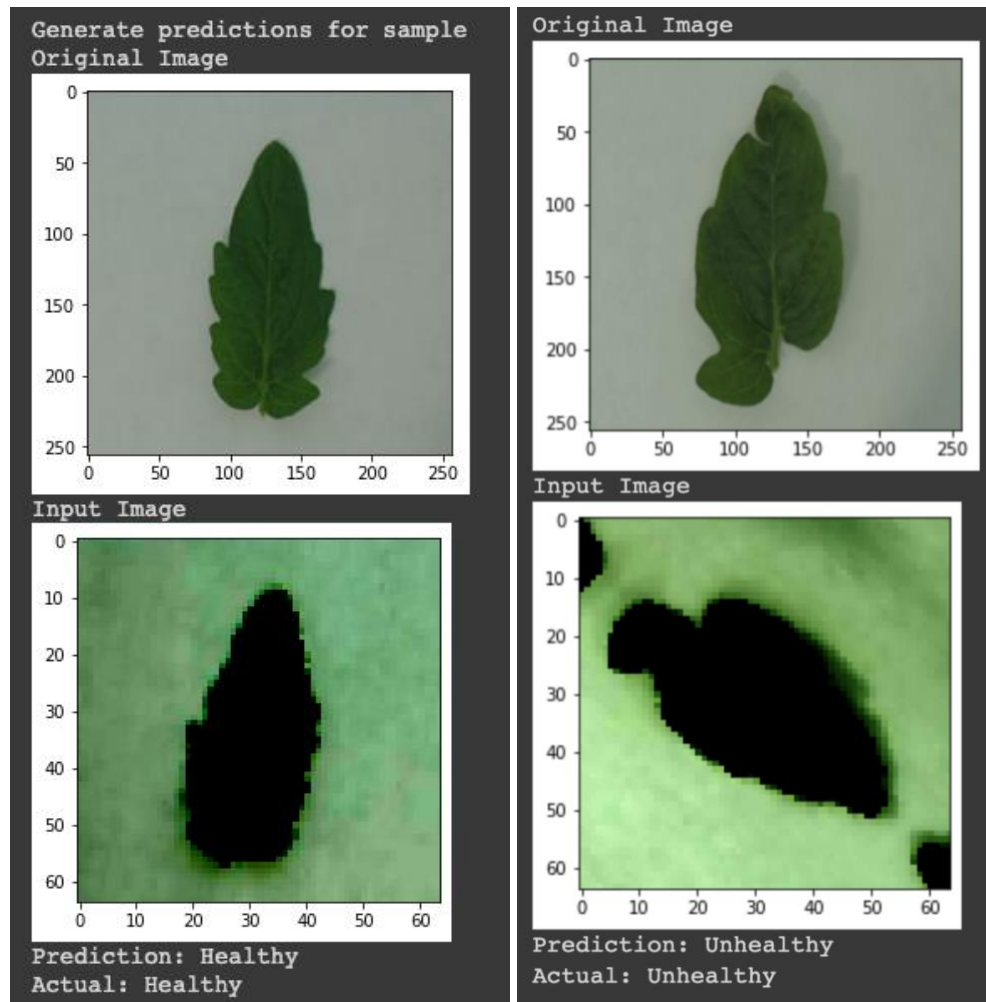 Generate predictions for sample
Original Image
0
50
100
150
200
250
0 50 100 150 200 250
Input Image
0
10
20
30
40
50
60
0 10 20 30 40 50 60
Prediction: Healthy
Actual: Healthy
Original Image
0
50
100
150
200
250
0 50 100 150 200 250
Input Image
0
10
20
30
40
50
60
0 10 20 30 40 50 60
Prediction: Unhealthy
Actual: Unhealthy